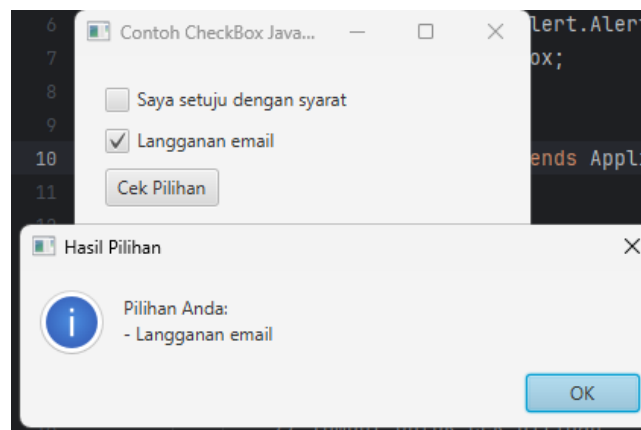 6
lert.Aler
7
ox;
8
9
10
ends Appl
11
Contoh CheckBox Java...
Saya setuju dengan syarat
Langganan email
Cek Pilihan
Hasil Pilihan
Pilihan Anda:
- Langganan email
OK